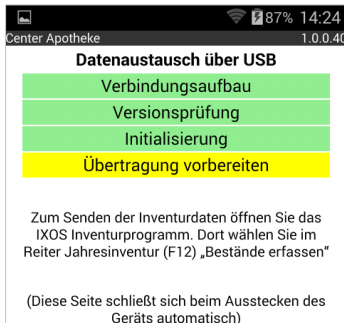 87% 14:24
Center Apotheke 1.0.0.40
Datenaustausch über USB
Verbindungsaufbau
Versionsprüfung
Initialisierung
Übertragung vorbereiten
Zum Senden der Inventurdaten öffnen Sie das
IXOS Inventurprogramm. Dort wählen Sie im
Reiter Jahresinventur (F12) „Bestände erfassen“
(Diese Seite schließt sich beim Ausstecken des
Geräts automatisch)